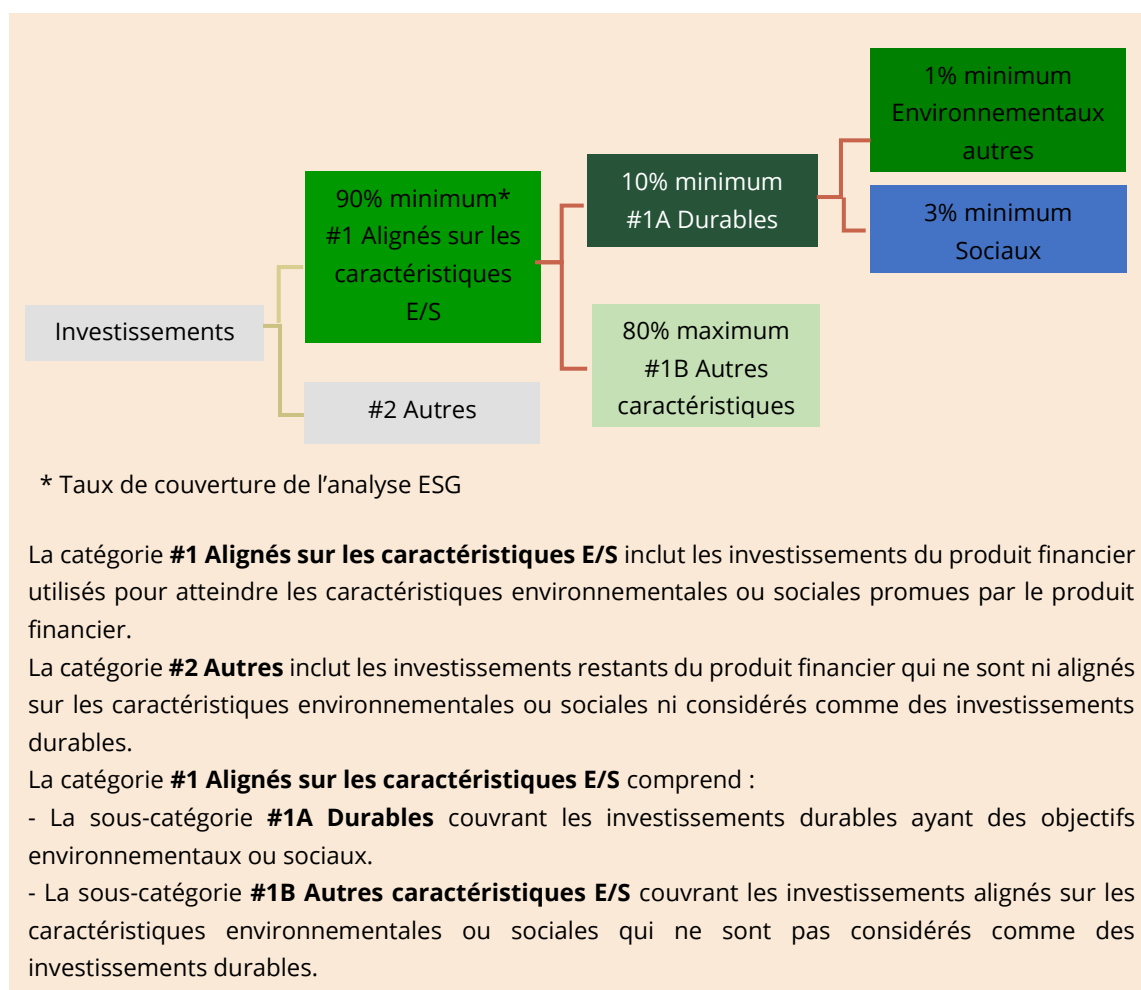 1% minimum
Environnementaux
autres
10% minimum
#1A Durables
90% minimum*
#1 Alignés sur les
caractéristiques
E/S
3% minimum
Sociaux
Investissements
80% maximum
#1B Autres
caractéristiques
#2 Autres
* Taux de couverture de l’analyse ESG
La catégorie #1 Alignés sur les caractéristiques E/S inclut les investissements du produit financier
utilisés pour atteindre les caractéristiques environnementales ou sociales promues par le produit
financier.
La catégorie #2 Autres inclut les investissements restants du produit financier qui ne sont ni alignés
sur les caractéristiques environnementales ou sociales ni considérés comme des investissements
durables.
La catégorie #1 Alignés sur les caractéristiques E/S comprend :
- La sous-catégorie #1A Durables couvrant les investissements durables ayant des objectifs
environnementaux ou sociaux.
- La sous-catégorie #1B Autres caractéristiques E/S couvrant les investissements alignés sur les
caractéristiques environnementales ou sociales qui ne sont pas considérés comme des
investissements durables.